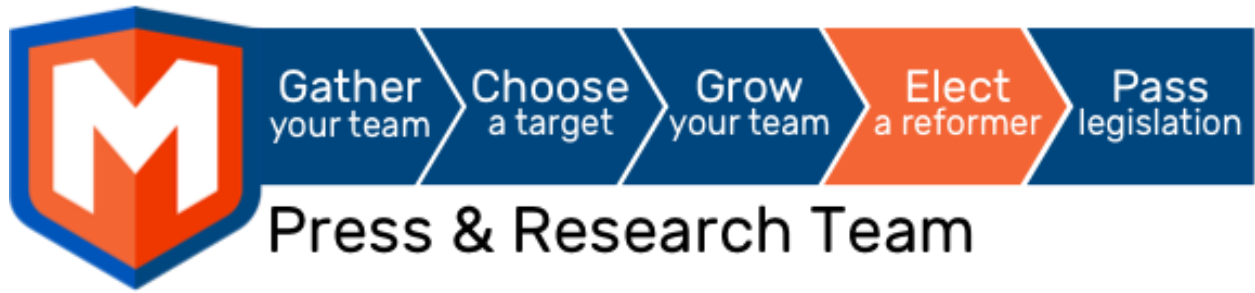 M
Gather
your team
Choose
a target
Grow
your team
Elect
a reformer
Pass
legislation
Press & Research Team